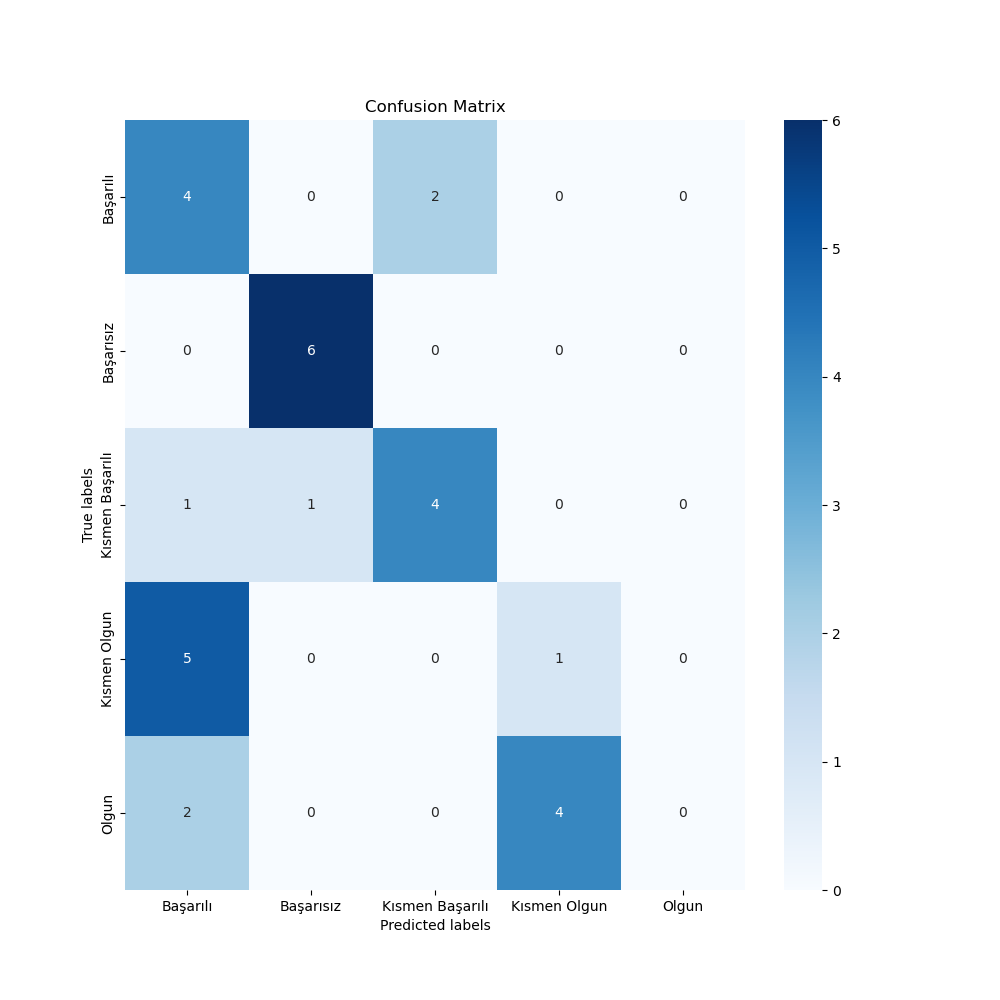 Confusion Matrix
Başarılı
4 0 2 0 0
Başarısız
0 6 0 0 0
True labels
Kısmen Başarılı
1 1 4 0 0
Kısmen Olgun
5 0 0 1 0
Olgun
2 0 0 4 0
Başarılı Başarısız Kısmen Başarılı Kısmen Olgun Olgun
Predicted labels
6
5
4
3
2
1
0